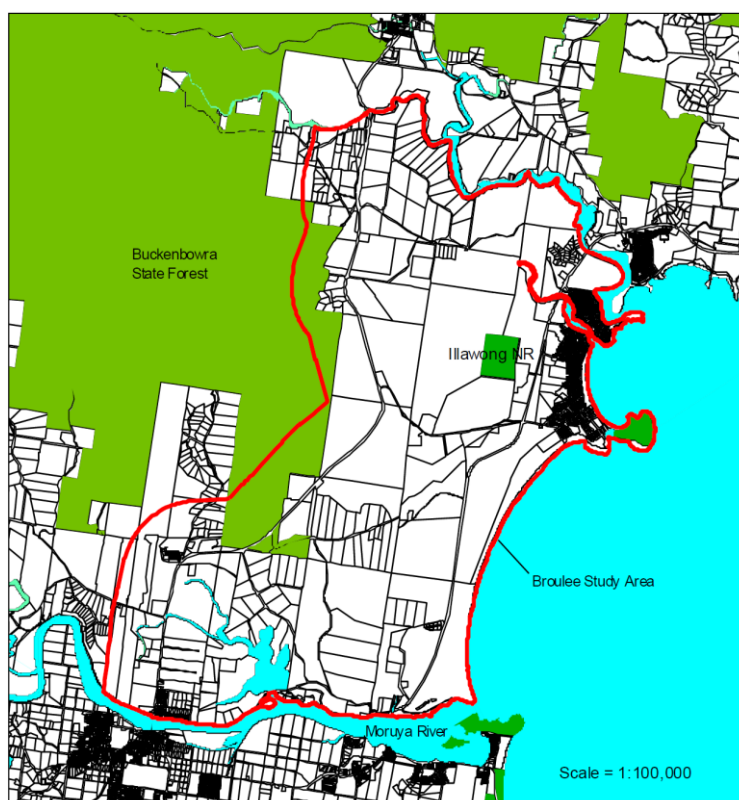 Buckenbowra
State Forest
Illawong NR
Broulee Study Area
Moruya River
Scale = 1:100,000